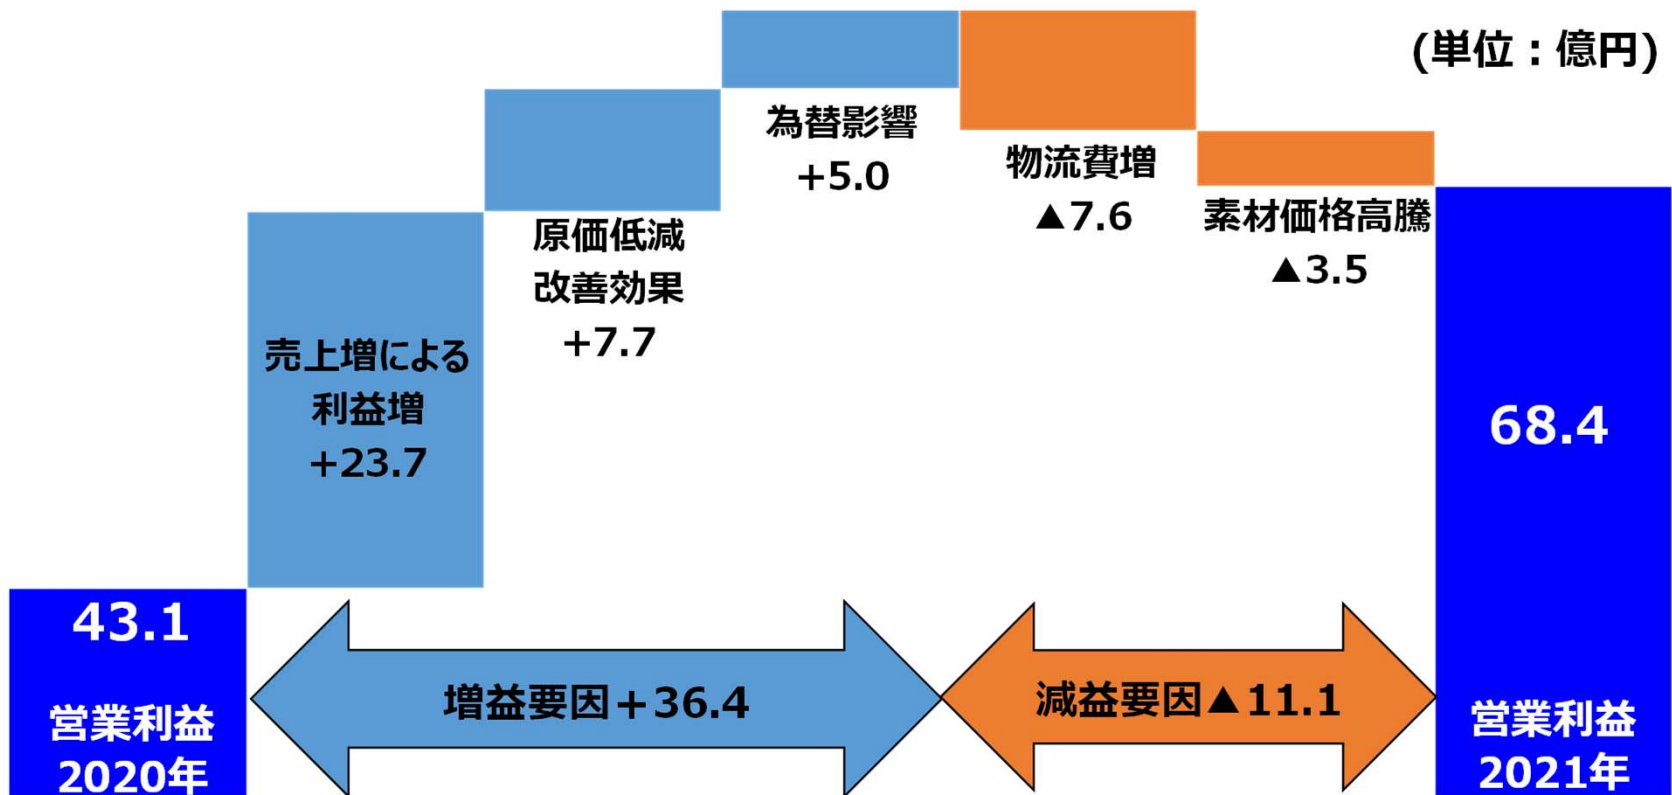 (単位：億円)
為替影響
+5.0
物流費増
▲7.6
素材価格高騰
▲3.5
原価低減
改善効果
+7.7
売上増による
利益増
+23.7
68.4
営業利益
2021年
43.1
営業利益
2020年
増益要因＋36.4
減益要因▲11.1